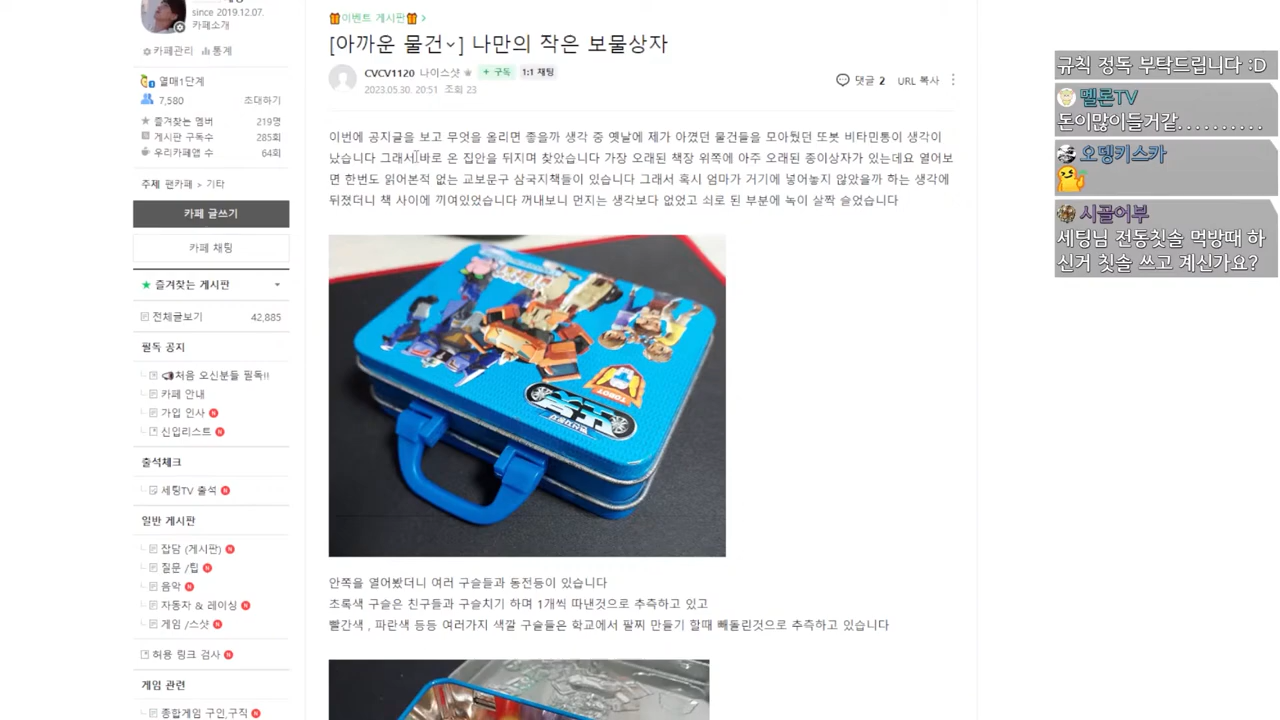 since 2019.12.07.
카페소개
카페관리 통계
열매1단계
7,580 초대하기
즐겨찾는 멤버 219명
게시판 구독수 285회
우리카페앱 수 64회
주제 팬카페 > 기타
카페 글쓰기
카페 채팅
즐겨찾는 게시판
전체글보기 42,885
필독 공지
처음 오신분들 필독!!
카페 안내
가입 인사 N
신입리스트 N
출석체크
세팅TV 출석 N
일반 게시판
잡담 (게시판) N
질문 /팁 N
음악 N
자동차 & 레이싱 N
게임 /스샷 N
허용 링크 검사 N
게임 관련
종합게임 구인,구직 N
이벤트 게시판 >
[아까운 물건~] 나만의 작은 보물상자
CVCV1120 나이스샷 + 구독 1:1 채팅
2023.05.30. 20:51 조회 23
댓글 2 URL 복사
이번에 공지글을 보고 무엇을 올리면 좋을까 생각 중 옛날에 제가 아꼈던 물건들을 모아뒀던 또봇 비타민통이 생각이
났습니다 그래서 바로 온 집안을 뒤지며 찾았습니다 가장 오래된 책장 위쪽에 아주 오래된 종이상자가 있는데요 열어보
면 한번도 읽어본적 없는 교보문구 삼국지책들이 있습니다 그래서 혹시 엄마가 거기에 넣어놓지 않았을까 하는 생각에
뒤졌더니 책 사이에 끼여있었습니다 꺼내보니 먼지는 생각보다 없었고 쇠로 된 부분에 녹이 살짝 슬었습니다
TOBOT
또봇
안쪽을 열어봤더니 여러 구슬들과 동전등이 있습니다
초록색 구슬은 친구들과 구슬치기 하며 1개씩 따낸것으로 추측하고 있고
빨간색 , 파란색 등등 여러가지 색깔 구슬들은 학교에서 팔찌 만들기 할때 빼돌린것으로 추측하고 있습니다
규칙 정독 부탁드립니다 :D
멜론TV
돈이많이들거같..........
오뎅키스카
시골이부
세팅님 전동칫솔 먹방때 하
신거 칫솔 쓰고 계신가요?